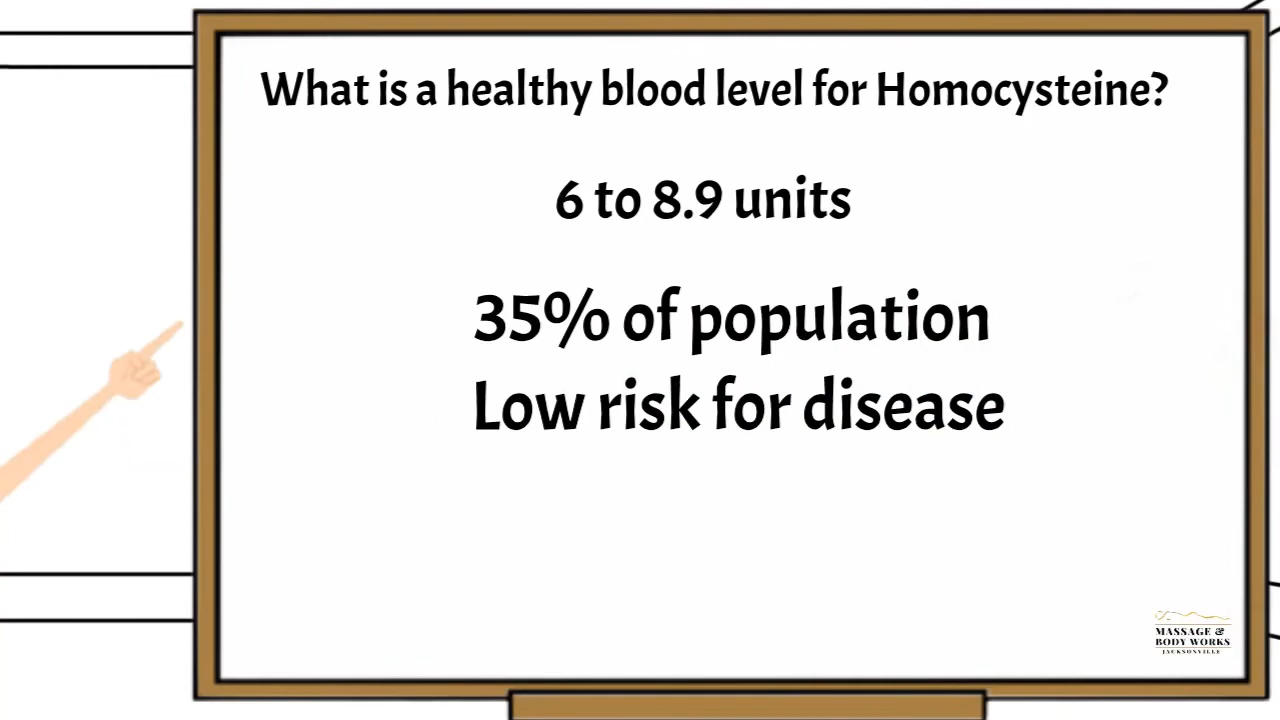 What is a healthy blood level for Homocysteine?
6 to 8.9 units
35% of population
Low risk for disease
MASSAGE &
BODY WORKS
JACKSONVILLE